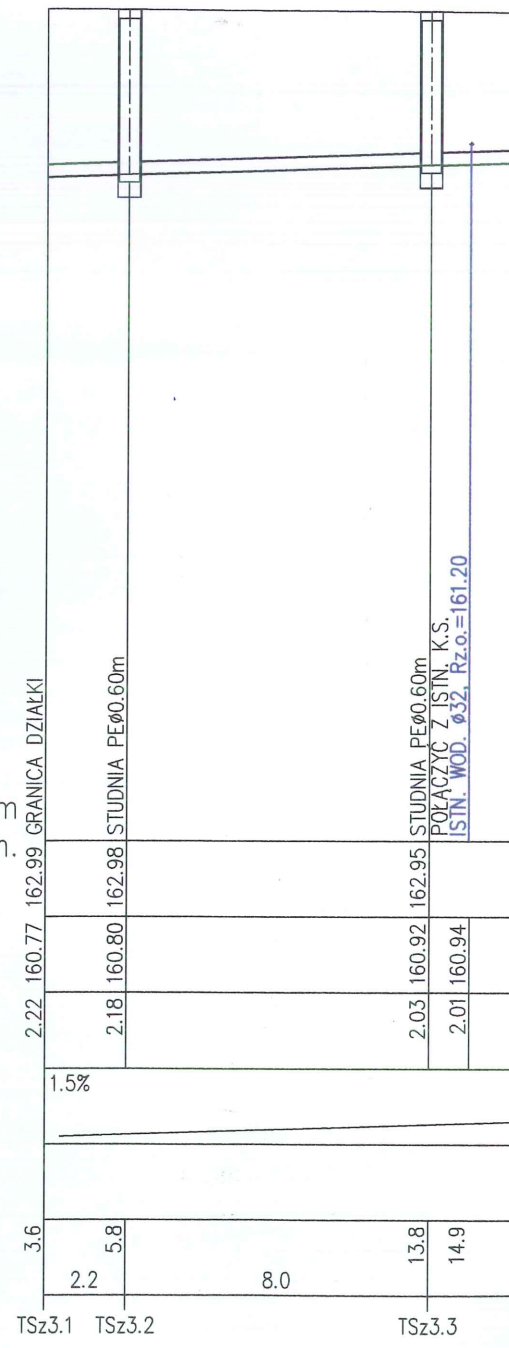 GRANICA DZIAŁKI
STUDNIA PEø0.60m
STUDNIA PEø0.60m
POŁĄCZYĆ Z ISTN. K.S.
ISTN. WOD. ø32, Rz.o.=161.20
m
n.
162.99
162.98
162.95
160.77
160.80
160.92
160.94
2.22
2.18
2.03
2.01
1.5%
3.6
5.8
13.8
14.9
2.2
8.0
TSz3.1
TSz3.2
TSz3.3